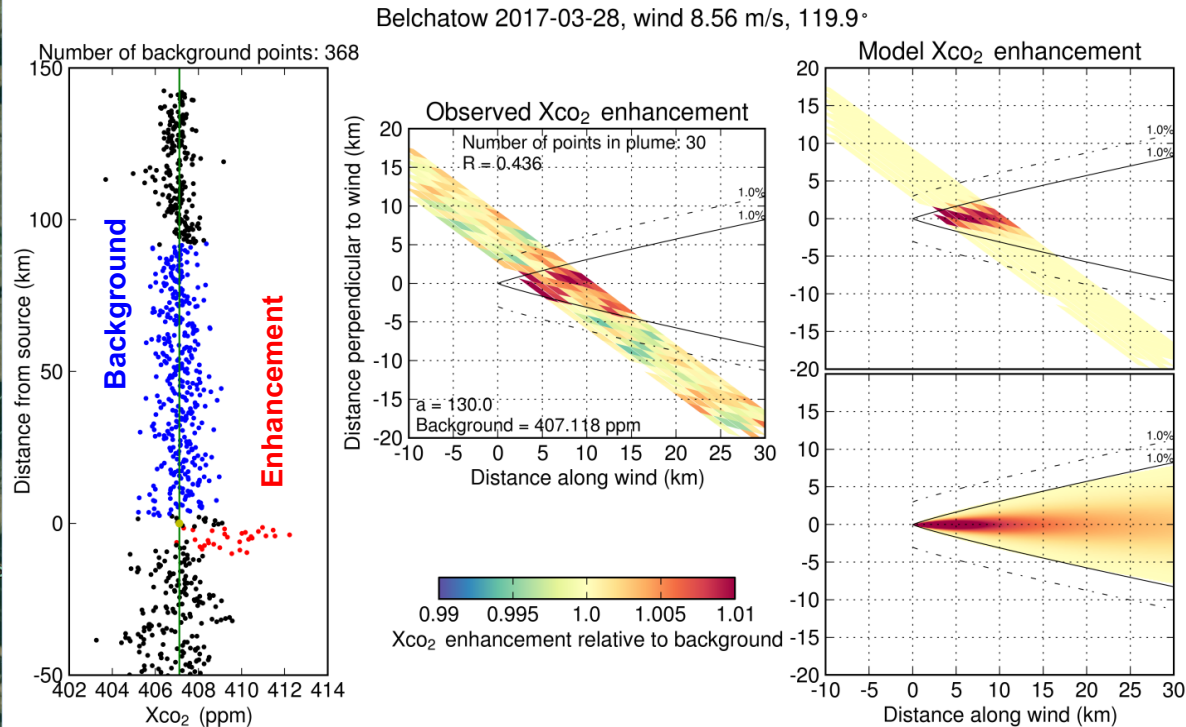 Belchatow 2017-03-28, wind 8.56 m/s, 119.9°
Number of background points: 368
150
100
50
0
-50
402 404 406 408 410 412 414
Distance from source (km)
Xco₂ (ppm)
Background
Enhancement
Observed Xco₂ enhancement
Number of points in plume: 30
R = 0.436
1.0%
1.0%
a = 130.0
Background = 407.118 ppm
20
15
10
5
0
-5
-10
-15
-20
-10 -5 0 5 10 15 20 25 30
Distance perpendicular to wind (km)
Distance along wind (km)
0.99 0.995 1.0 1.005 1.01
Xco₂ enhancement relative to background
Model Xco₂ enhancement
20
15
10
5
0
-5
-10
-15
-20
1.0%
1.0%
15
10
5
0
-5
-10
-15
1.0%
1.0%
-10 -5 0 5 10 15 20 25 30
Distance along wind (km)